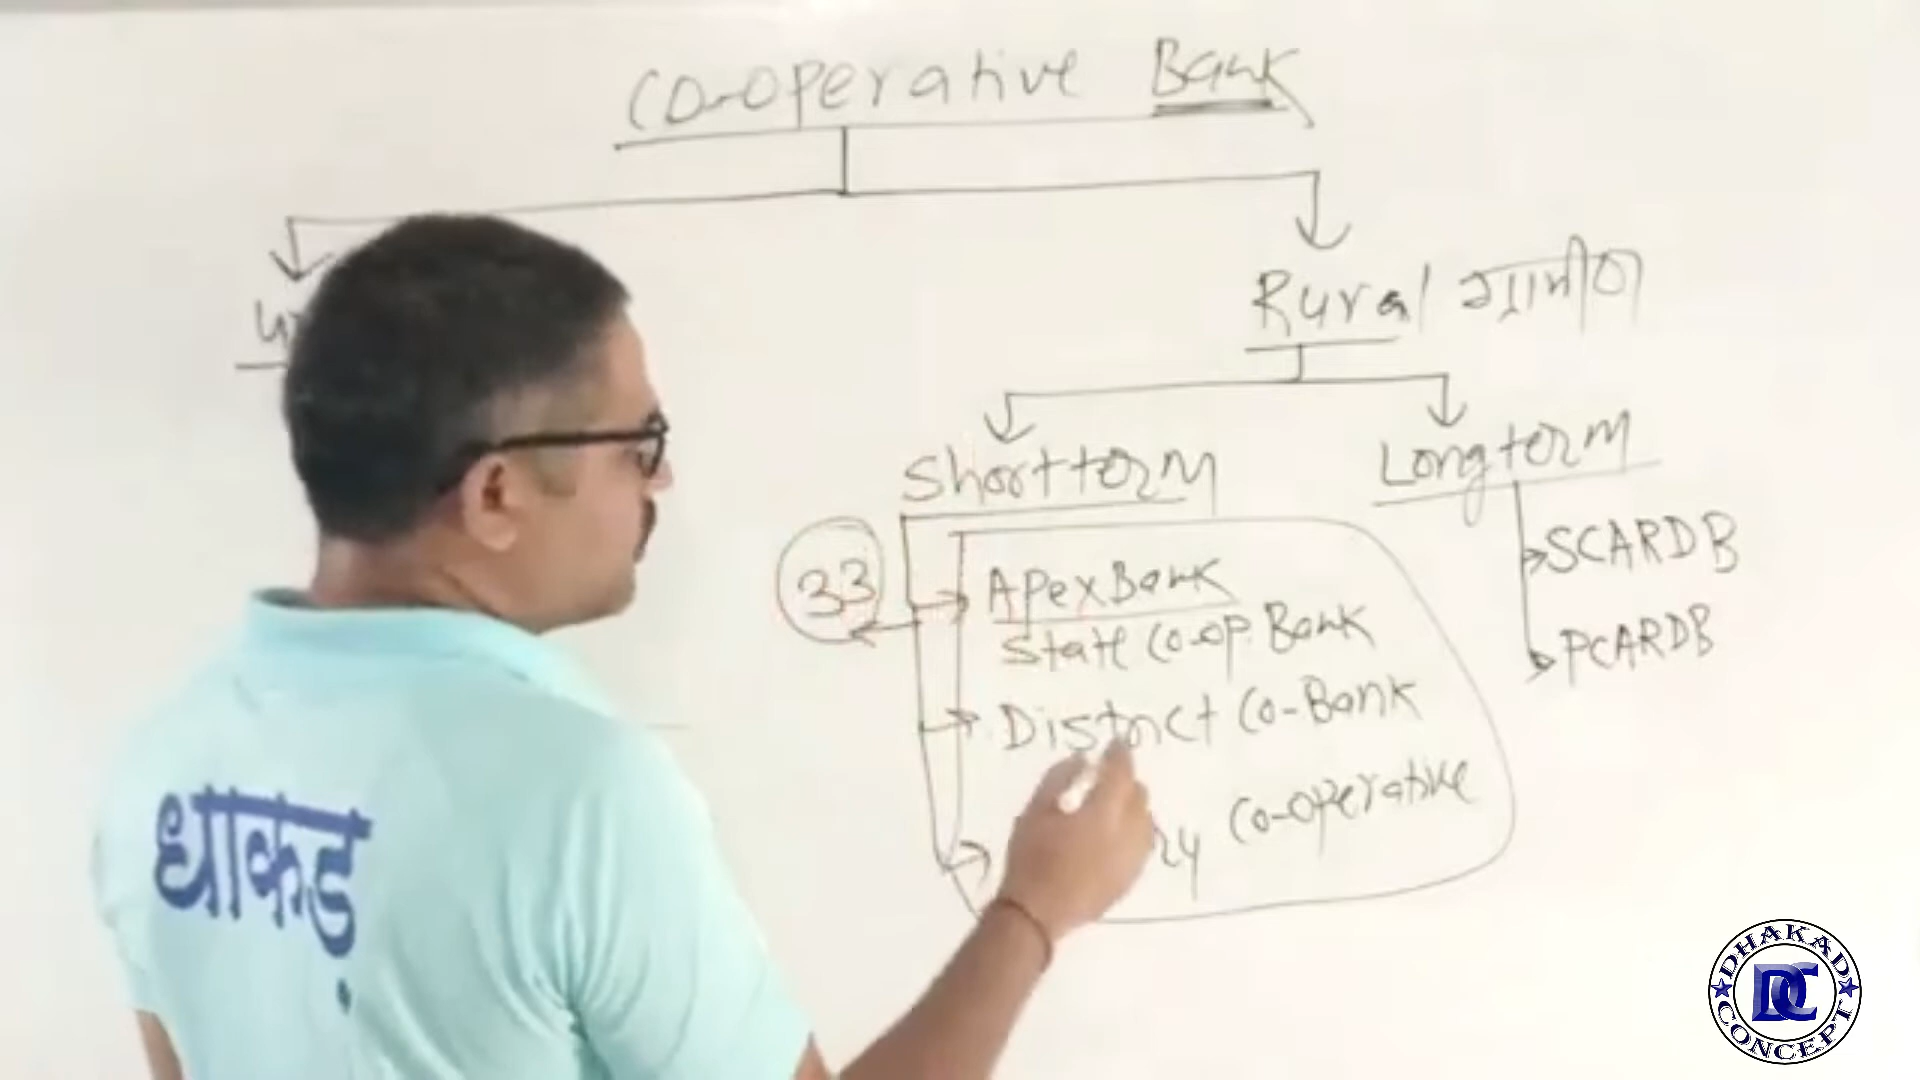 Co-operative Bank
Rural ग्रामीण
Short term
Long term
33
Apex Bank
State Co-op. Bank
District Co-Bank
Co-operative
SCARDB
PCARDB
धाकड़
DHAKAD
DC
CONCEPT